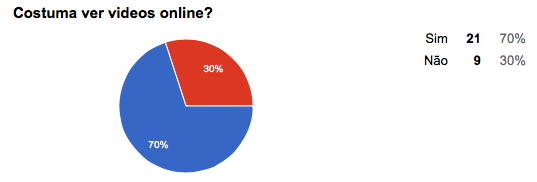 Costuma ver videos online?
Sim 21 70%
Não 9 30%
30%
70%